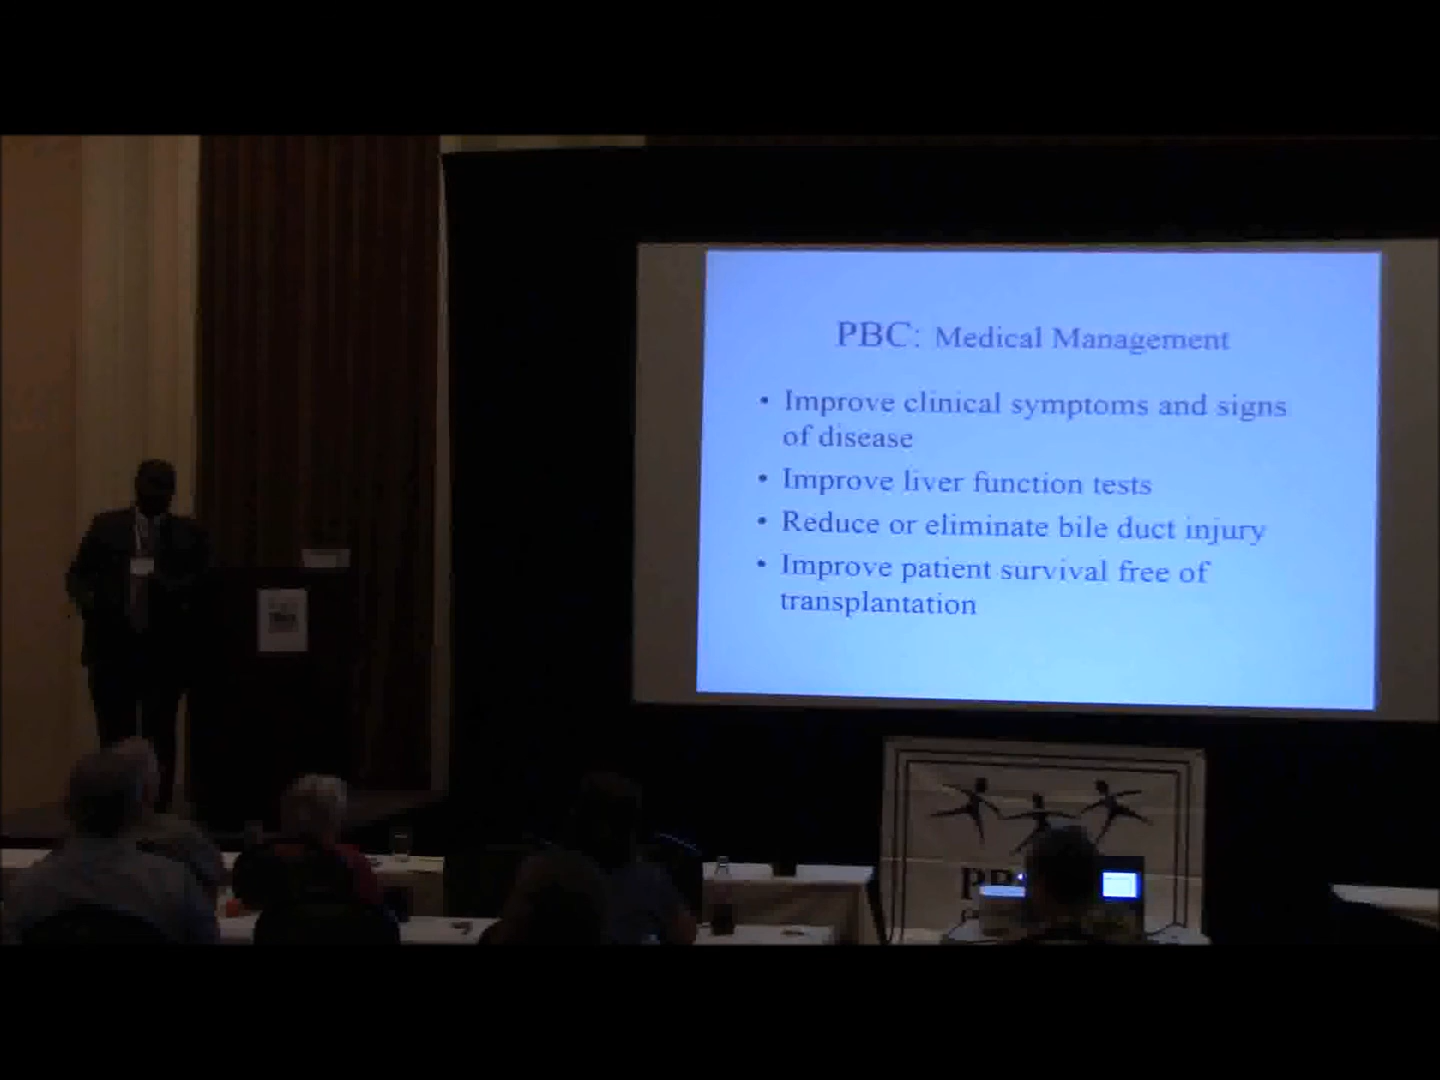 PBC: Medical Management
• Improve clinical symptoms and signs
of disease
• Improve liver function tests
• Reduce or eliminate bile duct injury
• Improve patient survival free of
transplantation